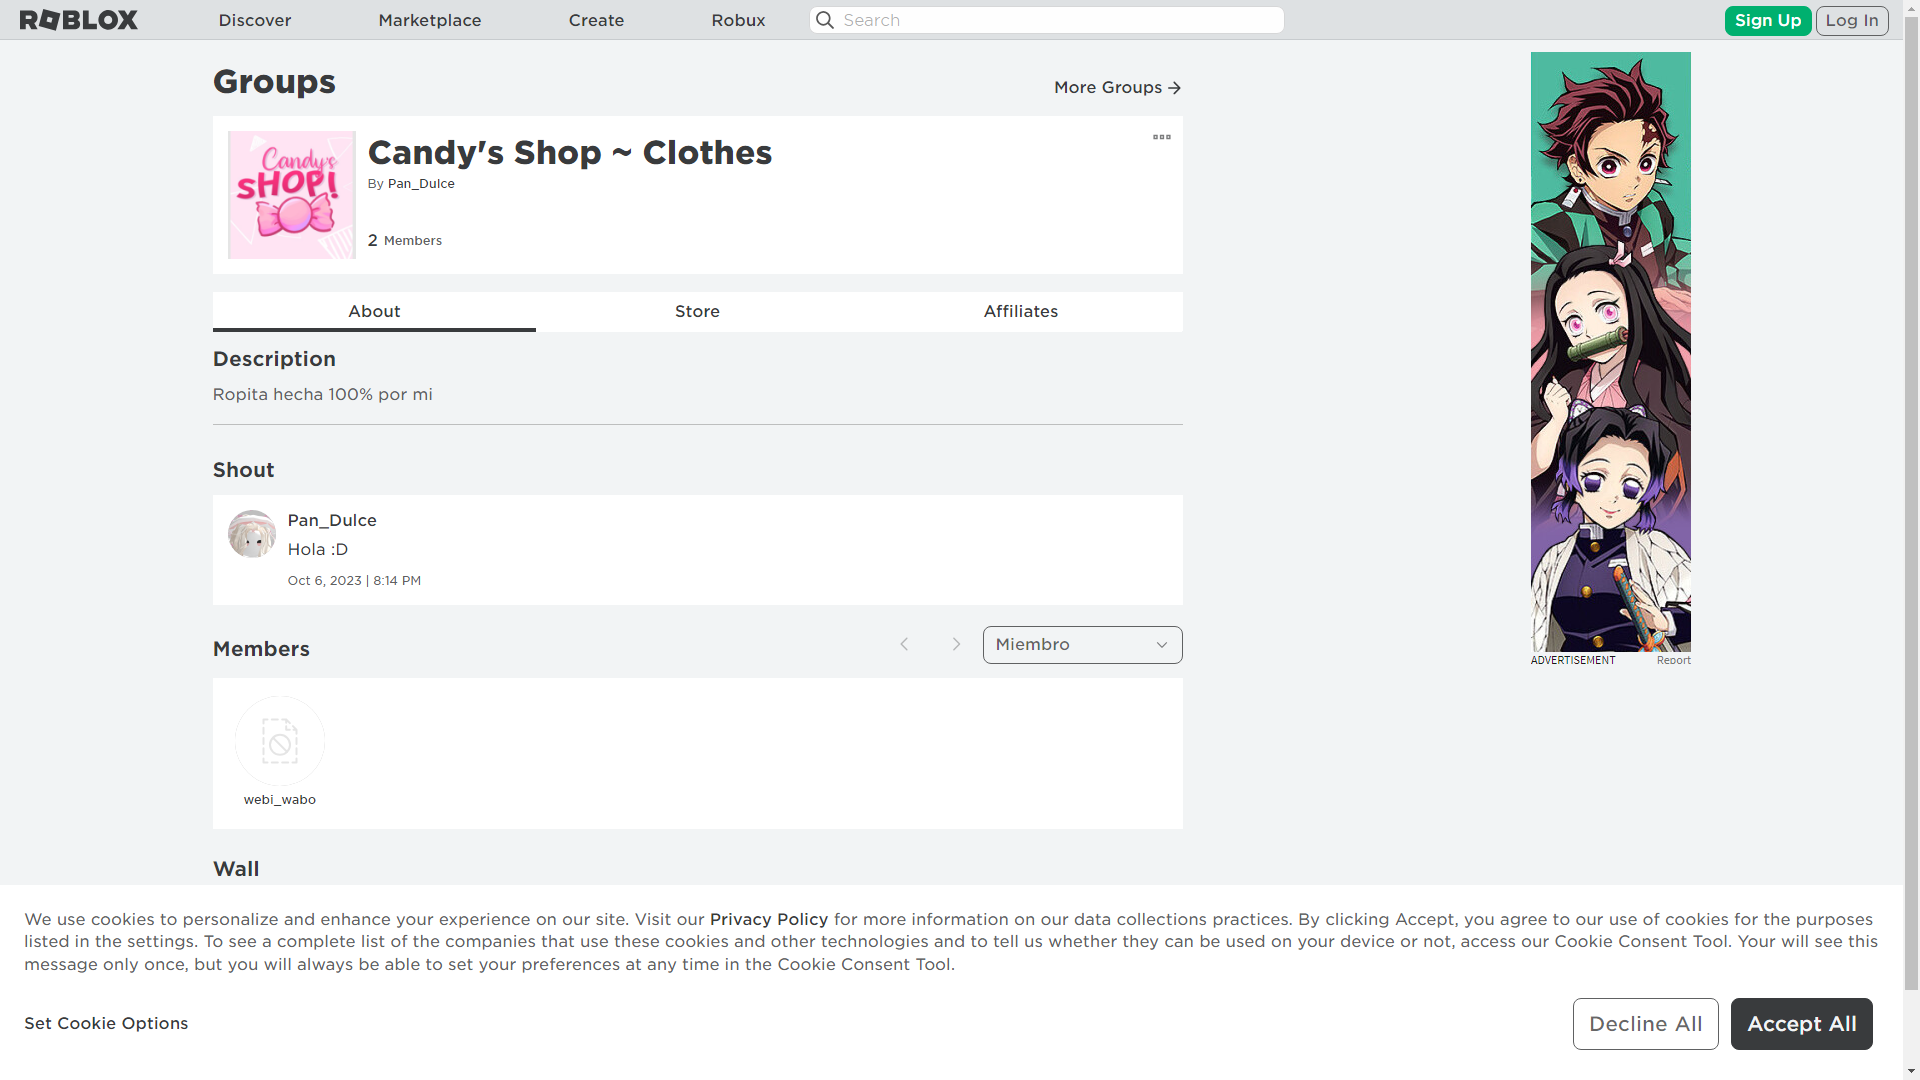 ROBLOX
Discover
Marketplace
Create
Robux
Search
Sign Up
Log In
Groups
More Groups
Candy's SHOP!
Candy's Shop ~ Clothes
By Pan_Dulce
2 Members
About
Store
Affiliates
Description
Ropita hecha 100% por mi
Shout
Pan_Dulce
Hola :D
Oct 6, 2023 | 8:14 PM
ADVERTISEMENT
Report
Members
Miembro
webi_wabo
Wall
We use cookies to personalize and enhance your experience on our site. Visit our Privacy Policy for more information on our data collections practices. By clicking Accept, you agree to our use of cookies for the purposes
listed in the settings. To see a complete list of the companies that use these cookies and other technologies and to tell us whether they can be used on your device or not, access our Cookie Consent Tool. Your will see this
message only once, but you will always be able to set your preferences at any time in the Cookie Consent Tool.
Set Cookie Options
Decline All
Accept All